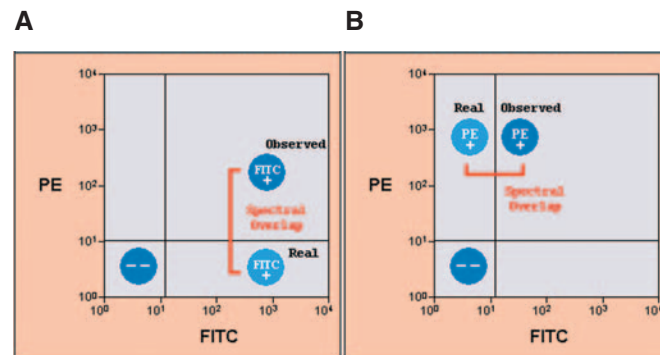 A
B
PE
10⁴
10³
10²
10¹
10⁰
Observed
FITC
+
Spectral
Overlap
Real
FITC
+
– –
10⁰ 10¹ 10² 10³ 10⁴
FITC
PE
10⁴
10³
10²
10¹
10⁰
Real Observed
PE PE
+ +
Spectral
Overlap
– –
10⁰ 10¹ 10² 10³ 10⁴
FITC